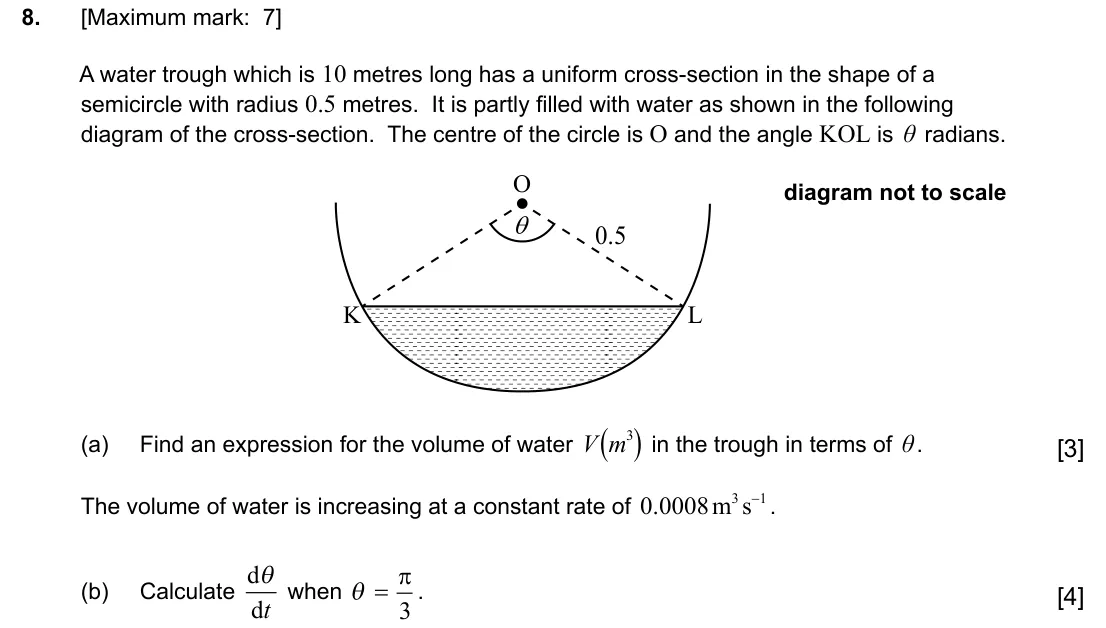 8. [Maximum mark: 7]
A water trough which is 10 metres long has a uniform cross-section in the shape of a
semicircle with radius 0.5 metres. It is partly filled with water as shown in the following
diagram of the cross-section. The centre of the circle is O and the angle KOL is θ radians.
diagram not to scale
O
θ
0.5
K
L
(a) Find an expression for the volume of water V(m³) in the trough in terms of θ. [3]
The volume of water is increasing at a constant rate of 0.0008 m³ s⁻¹.
(b) Calculate dθ/dt when θ = π/3. [4]